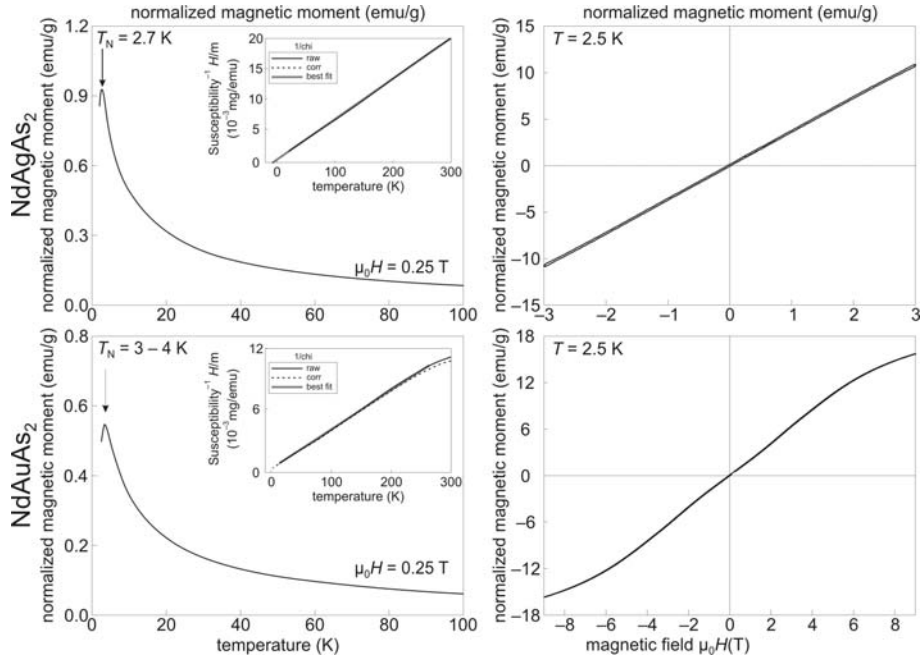 normalized magnetic moment (emu/g)
normalized magnetic moment (emu/g)
NdAgAs2
normalized magnetic moment (emu/g)
1.2
0.9
0.6
0.3
0.0
TN = 2.7 K
μ0H = 0.25 T
0 20 40 60 80 100
Susceptibility−1 H/m
(10−3mg/emu)
20
15
10
5
0
1/chi
raw
corr
best fit
0 100 200 300
temperature (K)
normalized magnetic moment (emu/g)
15
10
5
0
−5
−10
−15
T = 2.5 K
−3 −2 −1 0 1 2 3
NdAuAs2
normalized magnetic moment (emu/g)
0.8
0.6
0.4
0.2
0.0
TN = 3 – 4 K
μ0H = 0.25 T
0 20 40 60 80 100
temperature (K)
Susceptibility−1 H/m
(10−3mg/emu)
12
9
6
3
0
1/chi
raw
corr
best fit
0 100 200 300
temperature (K)
normalized magnetic moment (emu/g)
18
12
6
0
−6
−12
−18
T = 2.5 K
−8 −6 −4 −2 0 2 4 6 8
magnetic field μ0H(T)